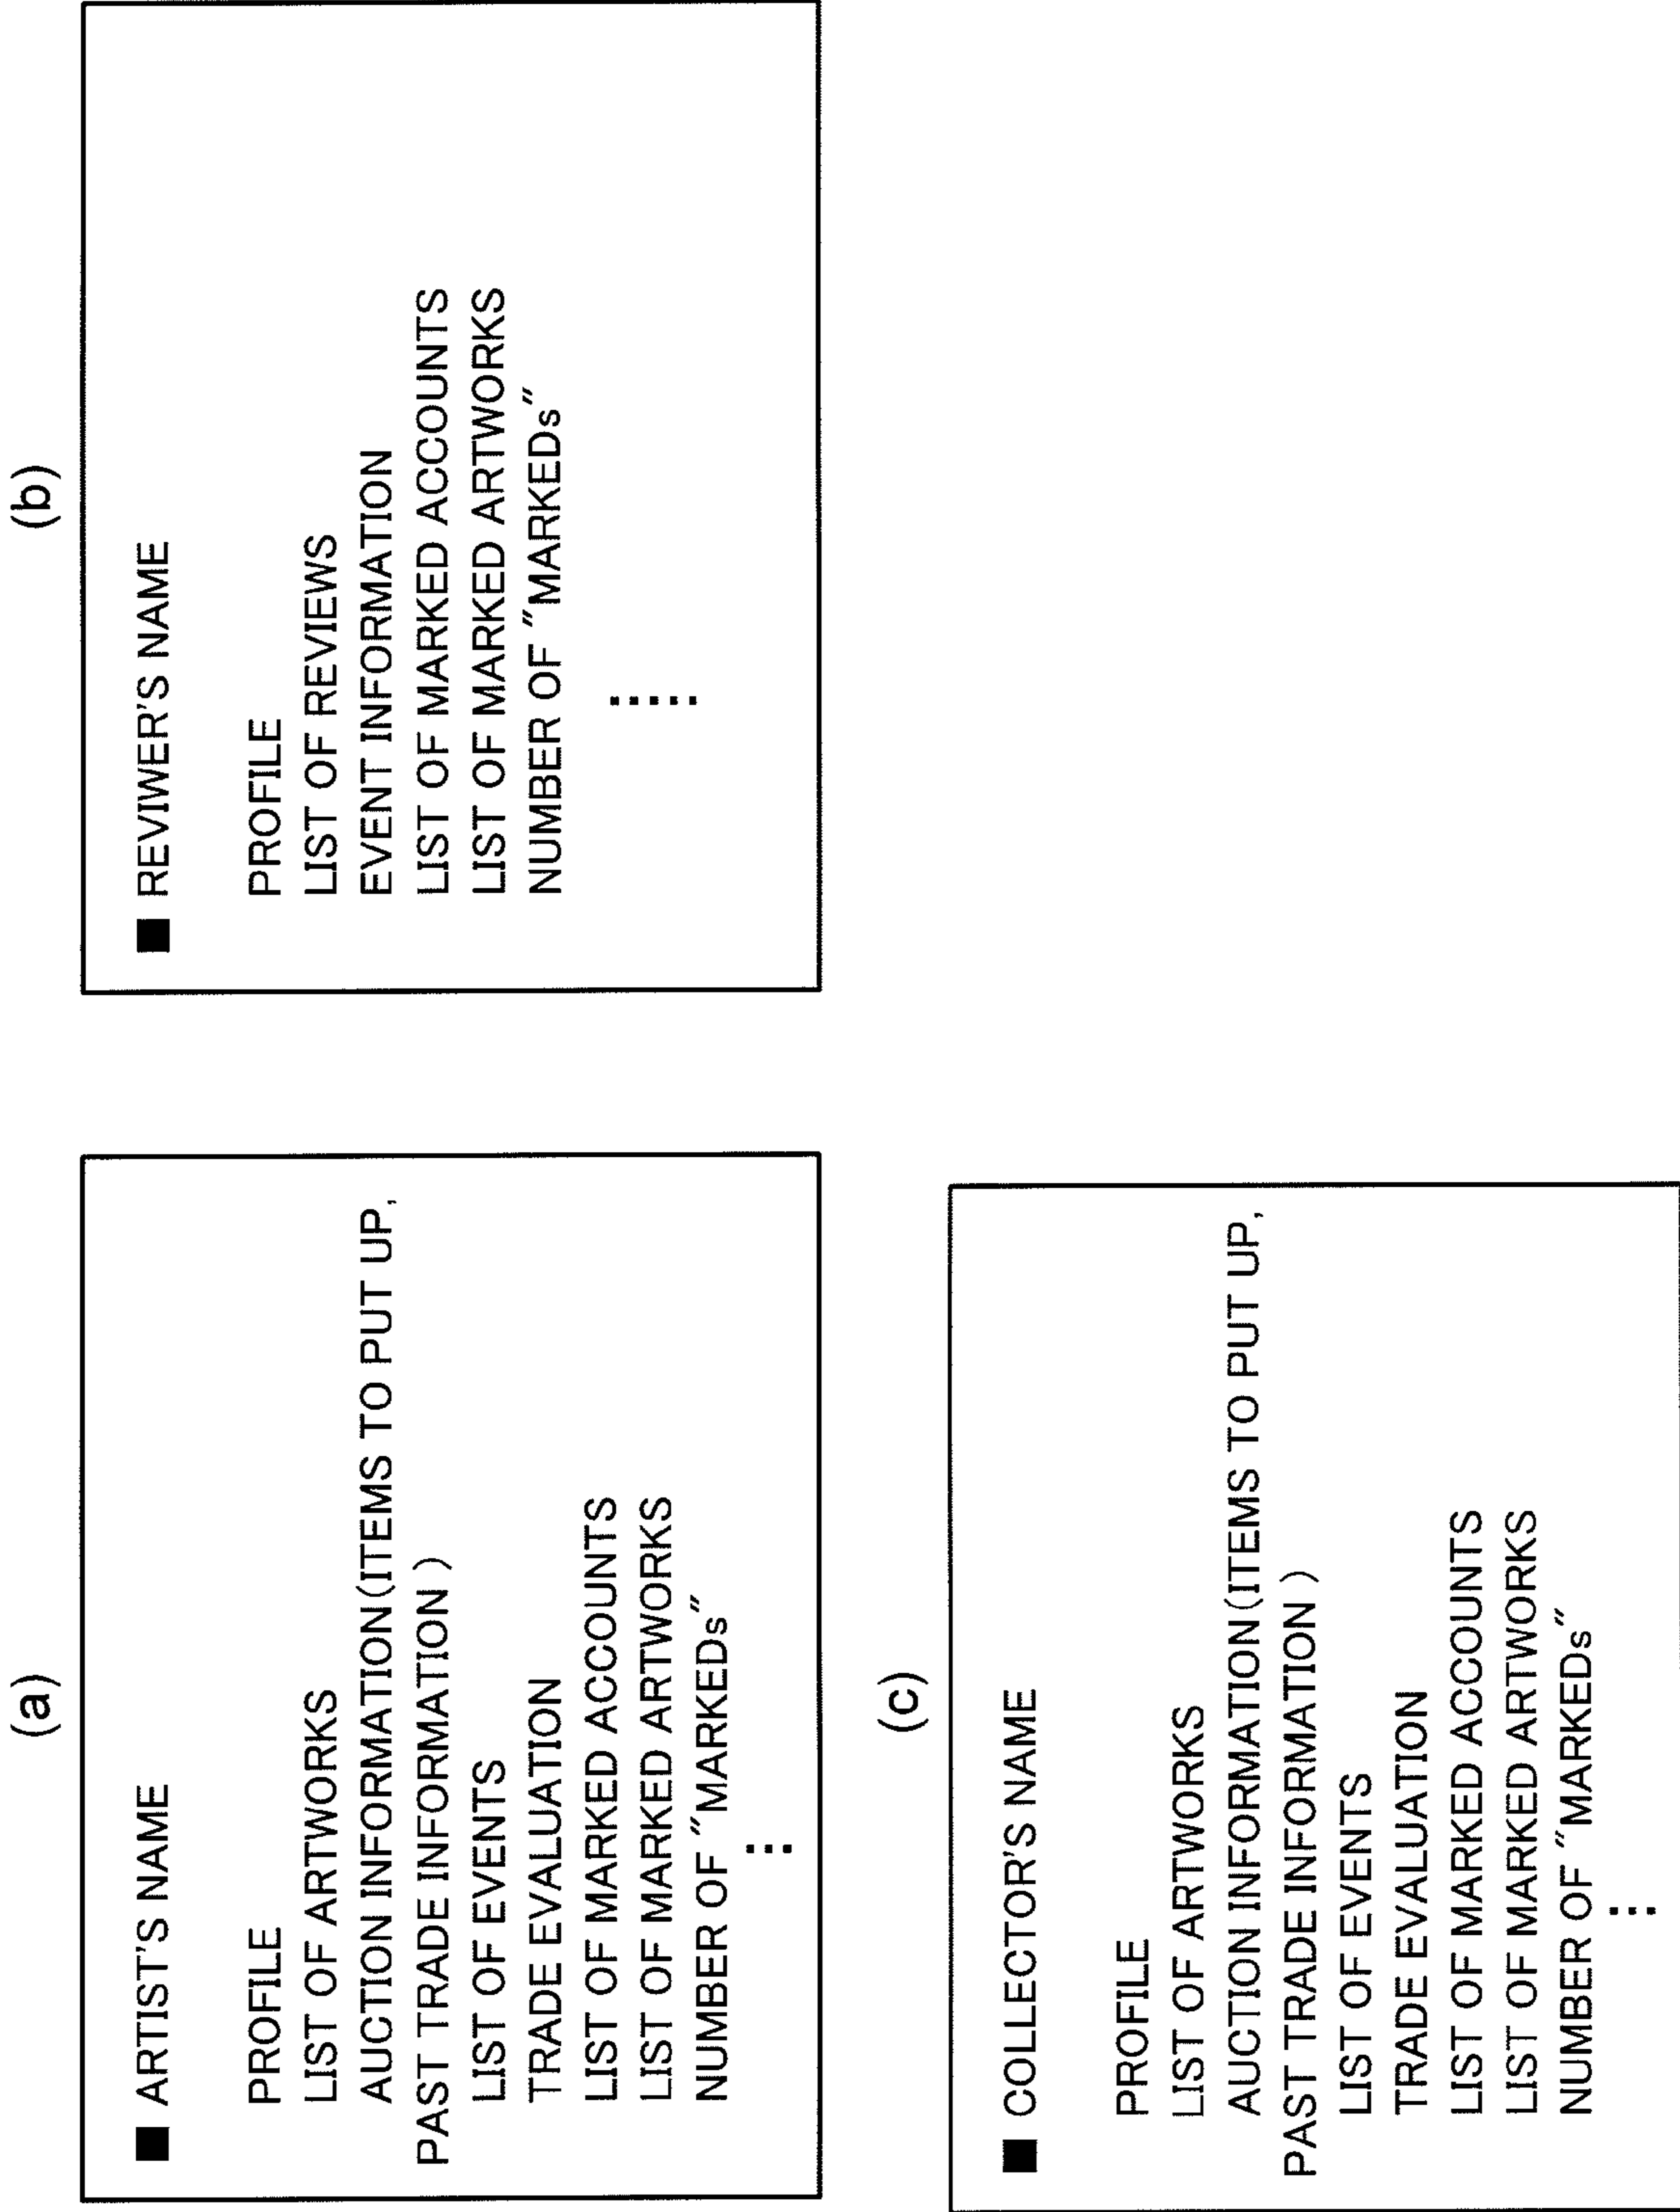 (a)
■ ARTIST'S NAME
PROFILE
LIST OF ARTWORKS
AUCTION INFORMATION(ITEMS TO PUT UP,
PAST TRADE INFORMATION )
LIST OF EVENTS
TRADE EVALUATION
LIST OF MARKED ACCOUNTS
LIST OF MARKED ARTWORKS
NUMBER OF "MARKEDs"
...
(b)
■ REVIWER'S NAME
PROFILE
LIST OF REVIEWS
EVENT INFORMATION
LIST OF MARKED ACCOUNTS
LIST OF MARKED ARTWORKS
NUMBER OF "MARKEDs"
.....
(c)
■ COLLECTOR'S NAME
PROFILE
LIST OF ARTWORKS
AUCTION INFORMATION(ITEMS TO PUT UP,
PAST TRADE INFORMATION )
LIST OF EVENTS
TRADE EVALUATION
LIST OF MARKED ACCOUNTS
LIST OF MARKED ARTWORKS
NUMBER OF "MARKEDs"
...